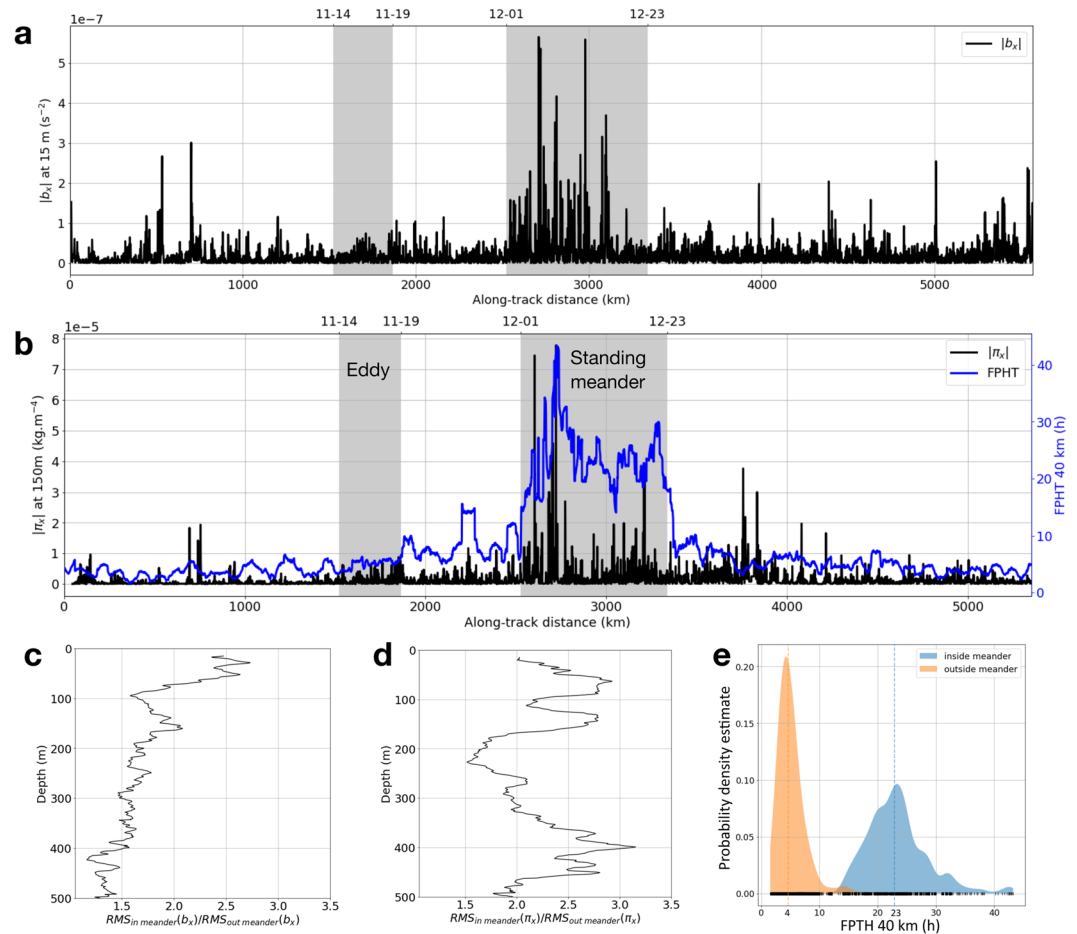 a
11-14 11-19 12-01 12-23
1e−7
|bₓ|
5
4
3
2
1
0
|bₓ| at 15 m (s⁻²)
0 1000 2000 3000 4000 5000
Along-track distance (km)
b
11-14 11-19 12-01 12-23
1e−5
Eddy
Standing
meander
|πₓ|
FPHT
8
7
6
5
4
3
2
1
0
|πₓ| at 150m (kg.m⁻⁴)
40
30
20
10
0
FPHT 40 km (h)
0 1000 2000 3000 4000 5000
Along-track distance (km)
c
0
100
200
300
400
500
Depth (m)
1.5 2.0 2.5 3.0 3.5
RMS_in meander(bₓ)/RMS_out meander(bₓ)
d
0
100
200
300
400
500
Depth (m)
1.5 2.0 2.5 3.0 3.5
RMS_in meander(πₓ)/RMS_out meander(πₓ)
e
inside meander
outside meander
0.20
0.15
0.10
0.05
0.00
Probability density estimate
0 4 10 20 23 30 40
FPTH 40 km (h)